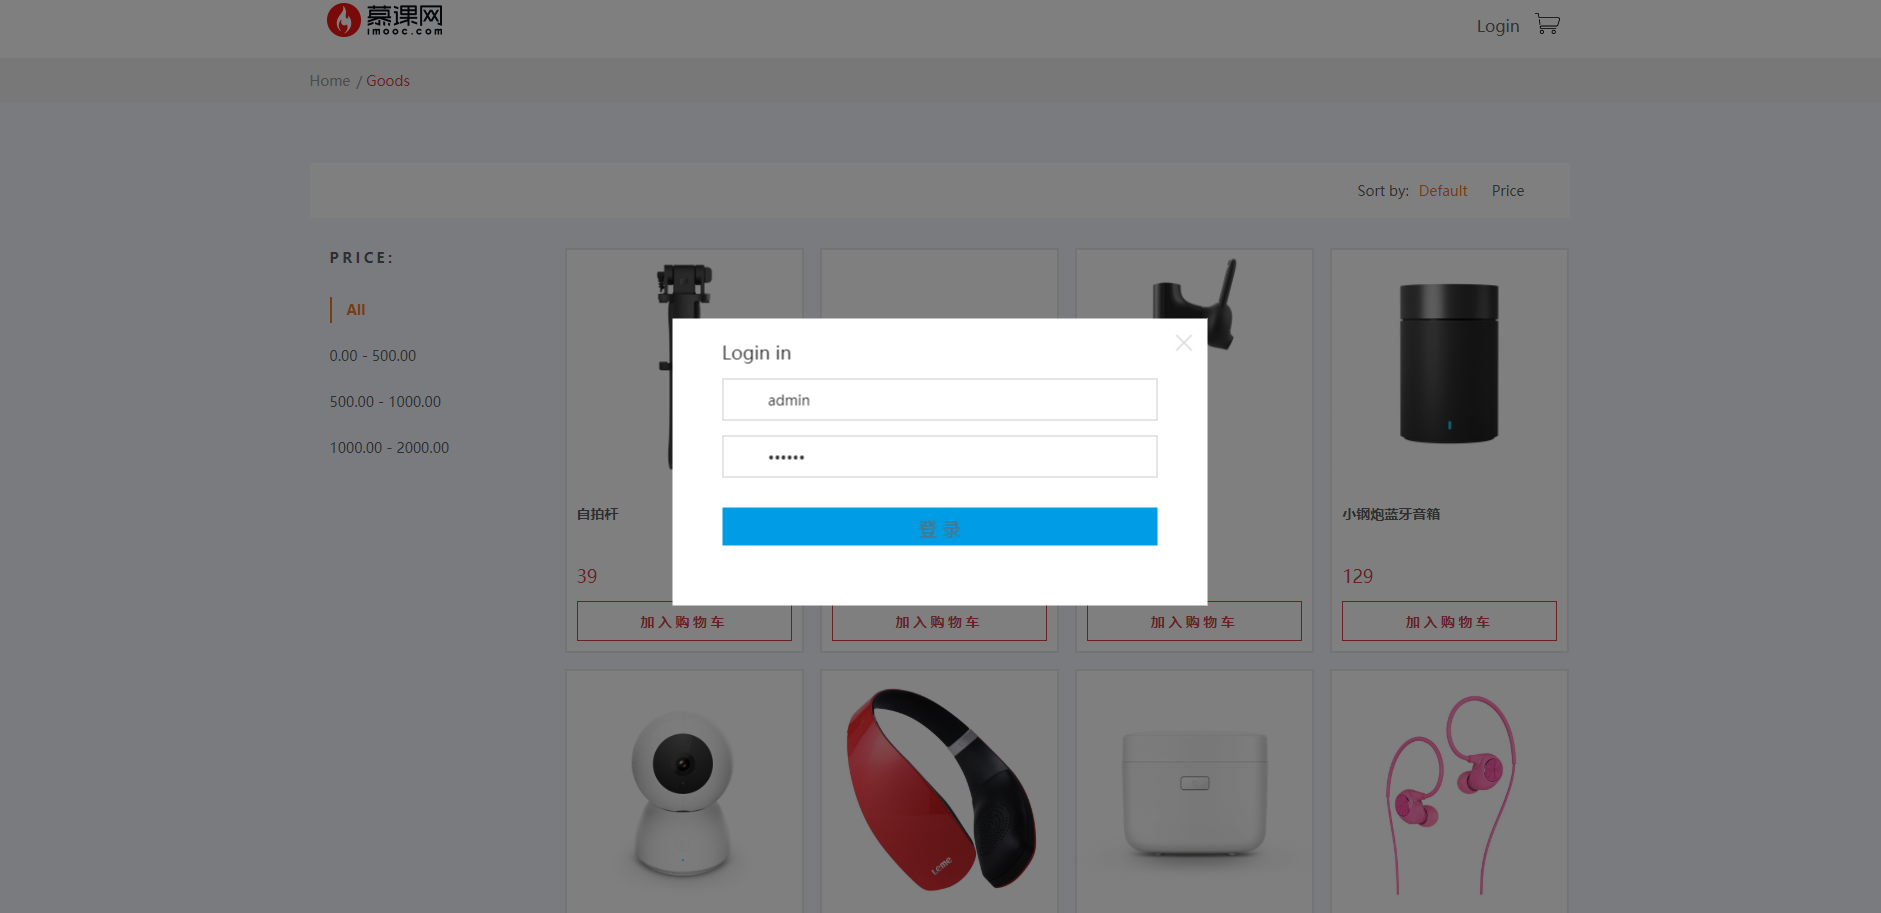 慕课网
imooc.com
Login
Home / Goods
Sort by: Default Price
PRICE:
All
0.00 - 500.00
500.00 - 1000.00
1000.00 - 2000.00
Login in
admin
••••••
登 录
自拍杆
39
加入购物车
加入购物车
加入购物车
小钢炮蓝牙音箱
129
加入购物车
Leme